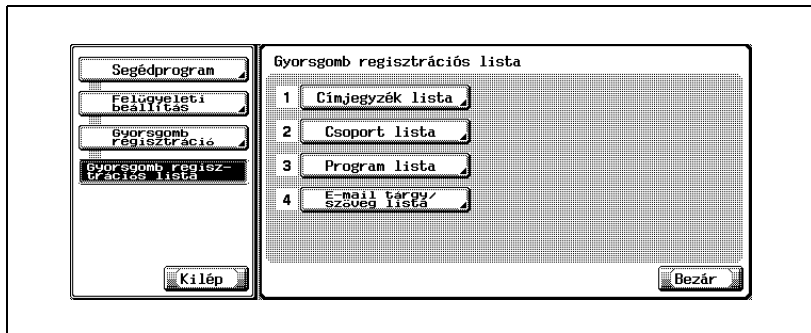 Segédprogram
Felügyeleti
beállítás
Gyorsgomb
regisztráció
Gyorsgomb regisz-
trációs lista
Kilép
Gyorsgomb regisztrációs lista
1 Címjegyzék lista
2 Csoport lista
3 Program lista
4 E-mail tárgy/
szöveg lista
Bezár